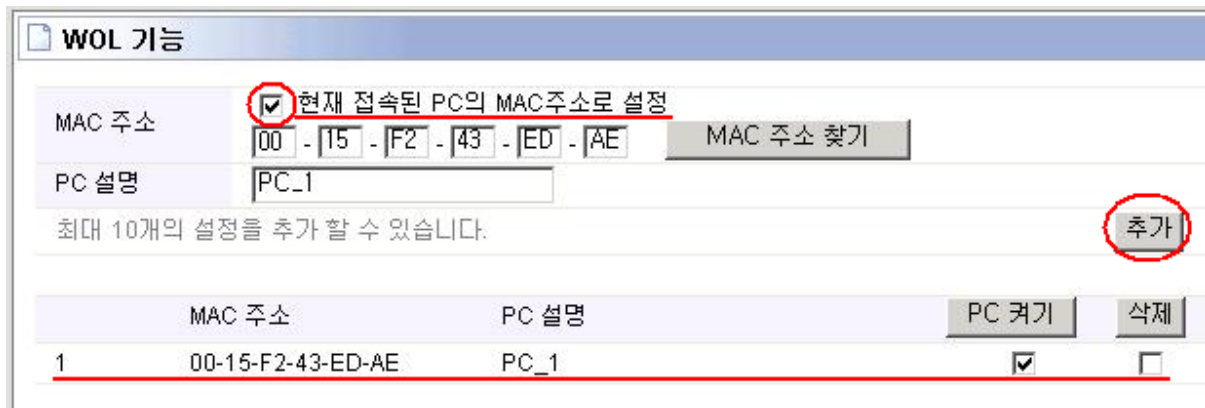 WOL 기능
MAC 주소
현재 접속된 PC의 MAC주소로 설정
00 - 15 - F2 - 43 - ED - AE MAC 주소 찾기
PC 설명 PC_1
최대 10개의 설정을 추가 할 수 있습니다. 추가
MAC 주소 PC 설명 PC 켜기 삭제
1 00-15-F2-43-ED-AE PC_1